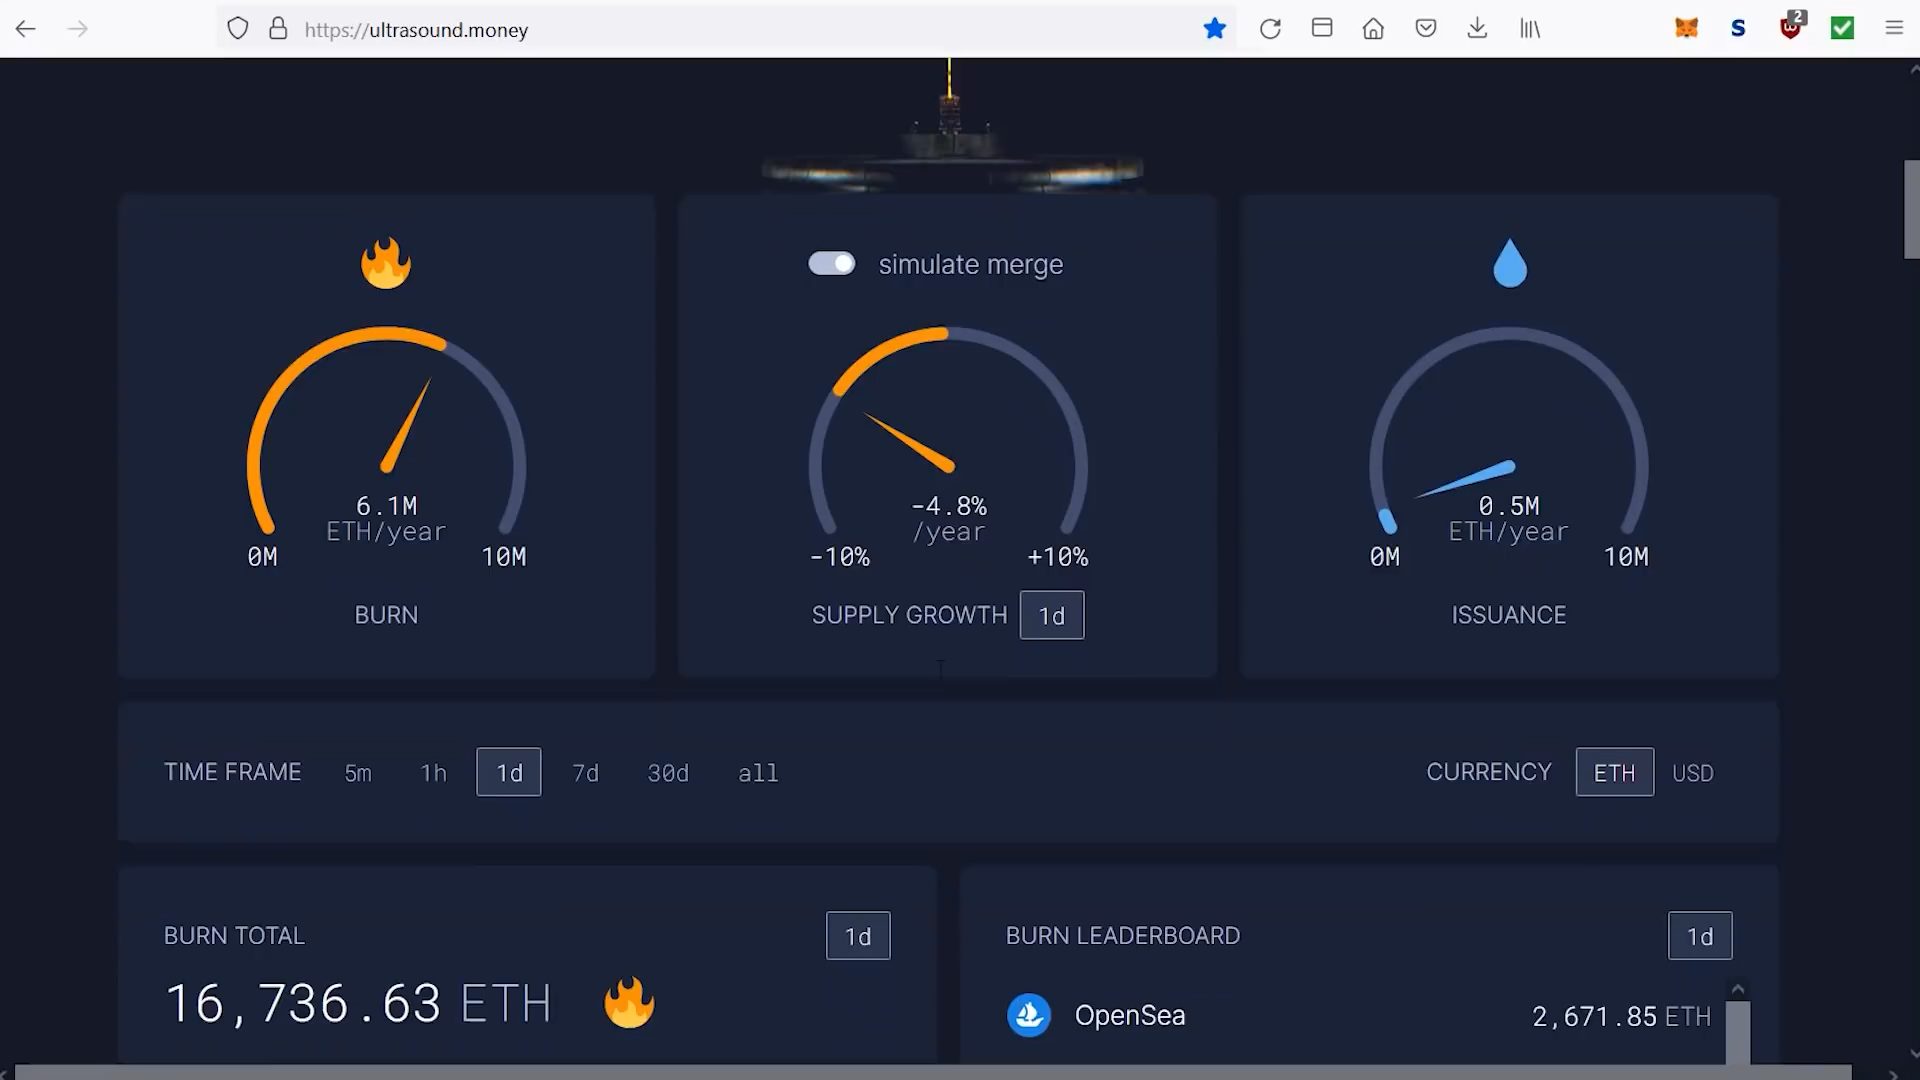 https://ultrasound.money
S
2
simulate merge
6.1M
ETH/year
0M
10M
BURN
-4.8%
/year
-10%
+10%
SUPPLY GROWTH 1d
0.5M
ETH/year
0M
10M
ISSUANCE
TIME FRAME 5m 1h 1d 7d 30d all
CURRENCY ETH USD
BURN TOTAL 1d
16,736.63 ETH
BURN LEADERBOARD 1d
OpenSea 2,671.85 ETH